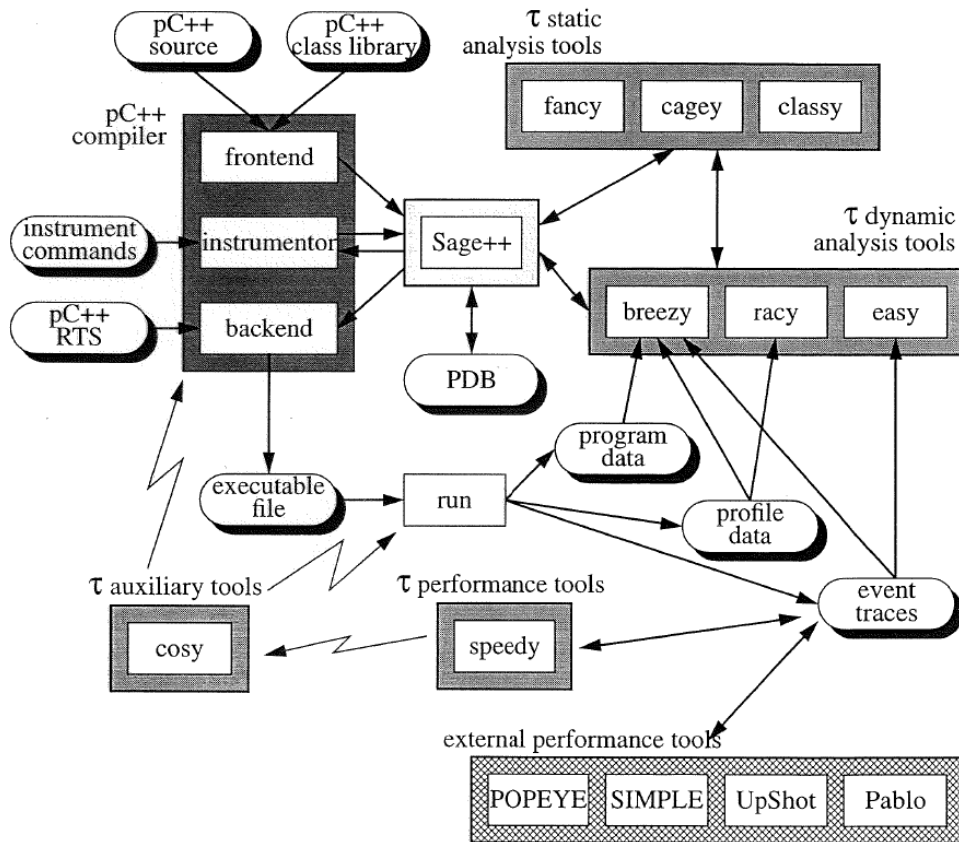 pC++
source
pC++
class library
τ static
analysis tools
fancy
cagey
classy
pC++
compiler
frontend
instrument
commands
instrumentor
Sage++
τ dynamic
analysis tools
pC++
RTS
backend
breezy
racy
easy
PDB
program
data
executable
file
run
profile
data
τ auxiliary tools
τ performance tools
event
traces
cosy
speedy
external performance tools
POPEYE
SIMPLE
UpShot
Pablo